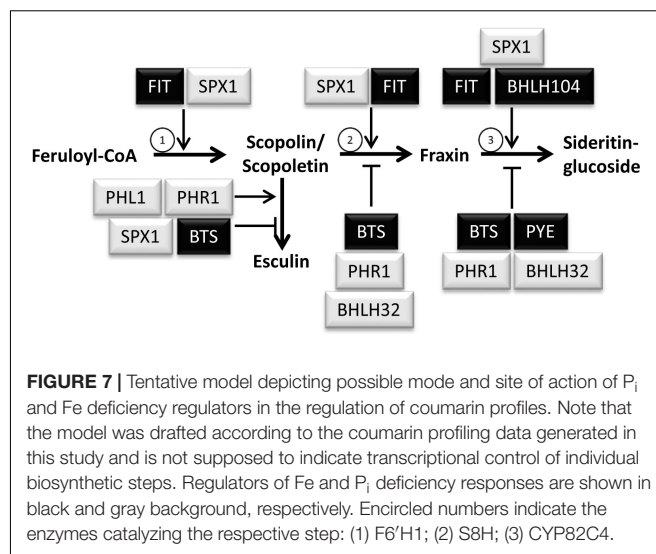 SPX1
FIT SPX1 SPX1 FIT FIT BHLH104
1 2 3
Feruloyl-CoA Scopolin/ Scopoletin Fraxin Sideritin- glucoside
PHL1 PHR1
SPX1 BTS
Esculin
BTS
PHR1
BHLH32
BTS PYE
PHR1 BHLH32
FIGURE 7 | Tentative model depicting possible mode and site of action of Pi
and Fe deficiency regulators in the regulation of coumarin profiles. Note that
the model was drafted according to the coumarin profiling data generated in
this study and is not supposed to indicate transcriptional control of individual
biosynthetic steps. Regulators of Fe and Pi deficiency responses are shown in
black and gray background, respectively. Encircled numbers indicate the
enzymes catalyzing the respective step: (1) F6′H1; (2) S8H; (3) CYP82C4.